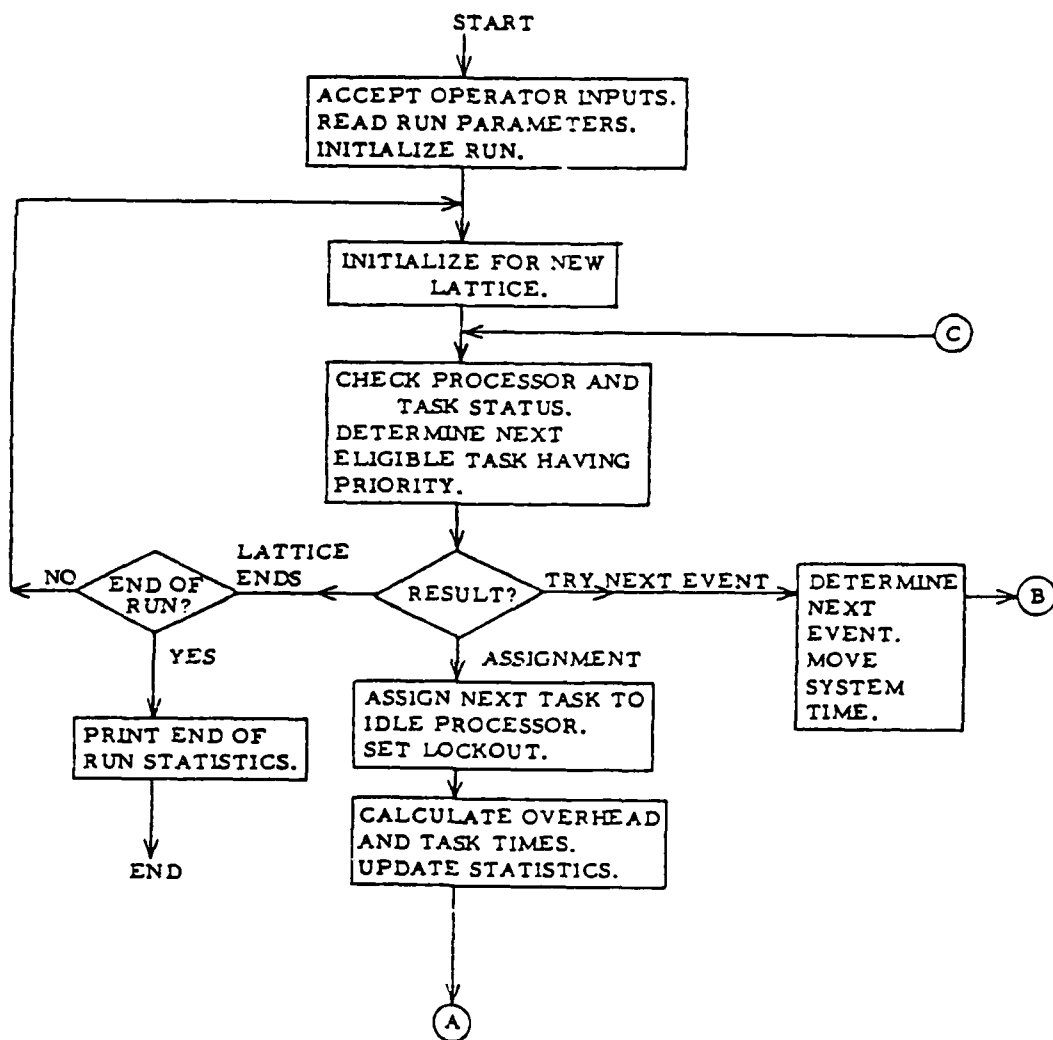 START
ACCEPT OPERATOR INPUTS.
READ RUN PARAMETERS.
INITIALIZE RUN.
INITIALIZE FOR NEW
LATTICE.
C
CHECK PROCESSOR AND
TASK STATUS.
DETERMINE NEXT
ELIGIBLE TASK HAVING
PRIORITY.
NO
END OF
RUN?
LATTICE
ENDS
RESULT?
TRY NEXT EVENT
DETERMINE
NEXT
EVENT.
MOVE
SYSTEM
TIME.
B
YES
ASSIGNMENT
PRINT END OF
RUN STATISTICS.
END
ASSIGN NEXT TASK TO
IDLE PROCESSOR.
SET LOCKOUT.
CALCULATE OVERHEAD
AND TASK TIMES.
UPDATE STATISTICS.
A